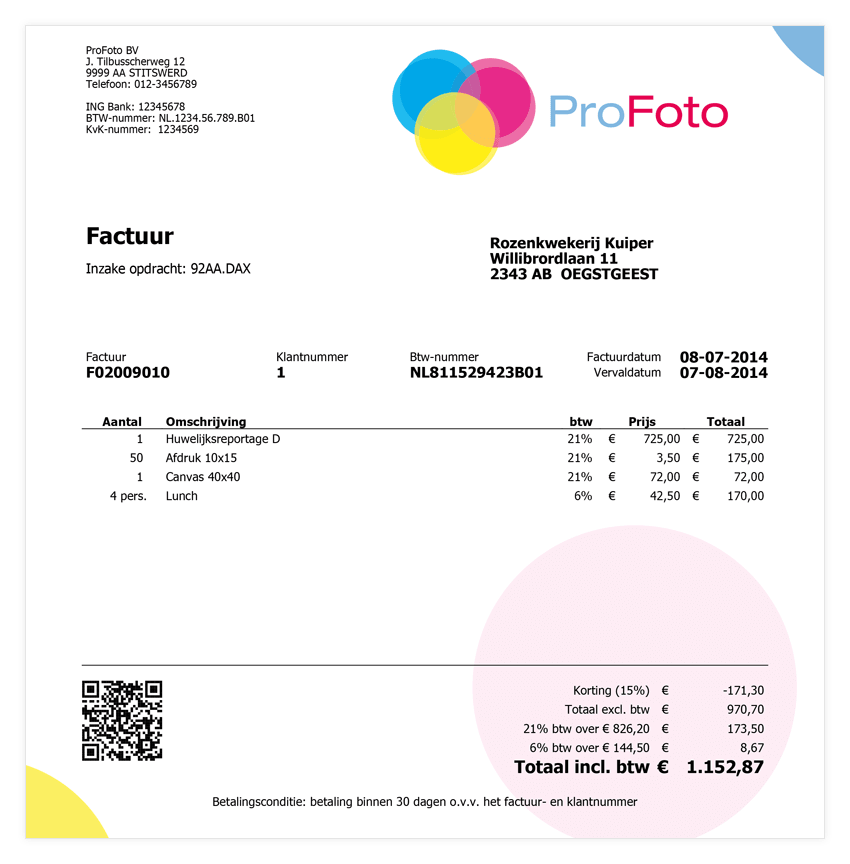 ProFoto BV
J. Tilbusscherweg 12
9999 AA STITSWERD
Telefoon: 012-3456789
ING Bank: 12345678
BTW-nummer: NL.1234.56.789.B01
KvK-nummer: 1234569
ProFoto
Factuur
Inzake opdracht: 92AA.DAX
Rozenkwekerij Kuiper
Willibrordlaan 11
2343 AB OEGSTGEEST
Factuur Klantnummer Btw-nummer Factuurdatum 08-07-2014
F02009010 1 NL811529423B01 Vervaldatum 07-08-2014
Aantal Omschrijving btw Prijs Totaal
1 Huwelijksreportage D 21% € 725,00 € 725,00
50 Afdruk 10x15 21% € 3,50 € 175,00
1 Canvas 40x40 21% € 72,00 € 72,00
4 pers. Lunch 6% € 42,50 € 170,00
Korting (15%) € -171,30
Totaal excl. btw € 970,70
21% btw over € 826,20 € 173,50
6% btw over € 144,50 € 8,67
Totaal incl. btw € 1.152,87
Betalingsconditie: betaling binnen 30 dagen o.v.v. het factuur- en klantnummer